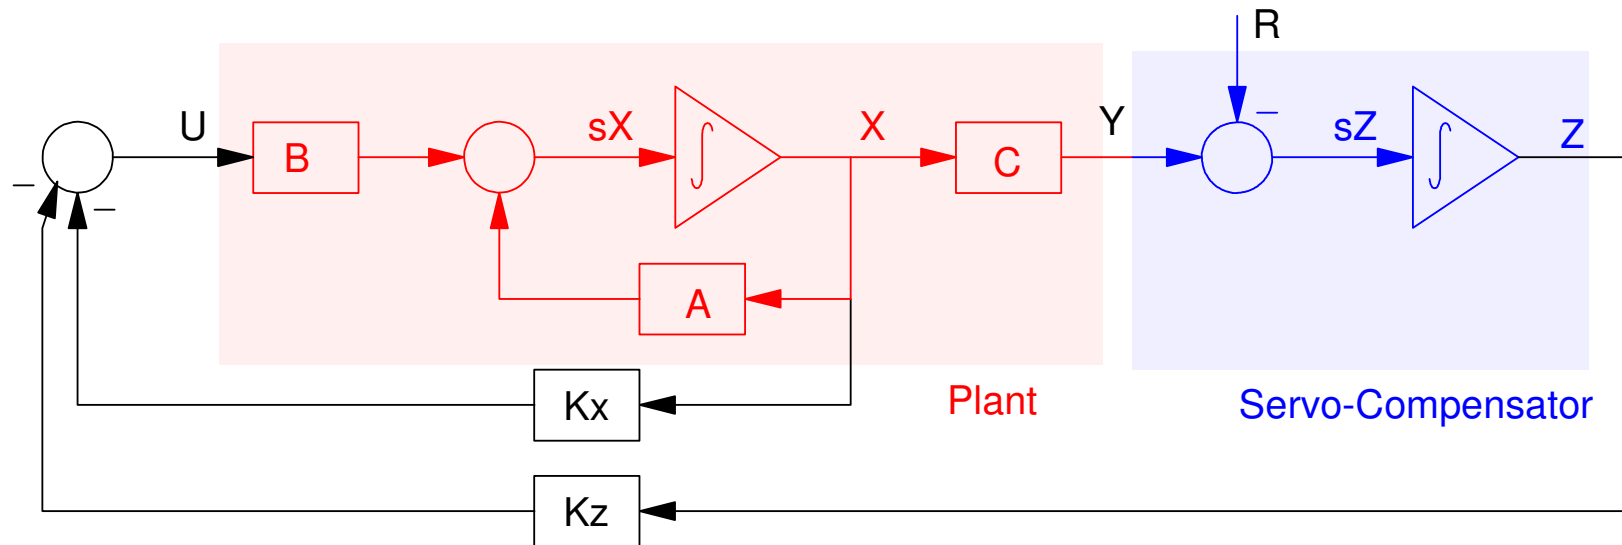 R
U
B
sX
∫
X
C
Y
–
sZ
∫
Z
–
–
A
Kx
Plant
Servo-Compensator
Kz